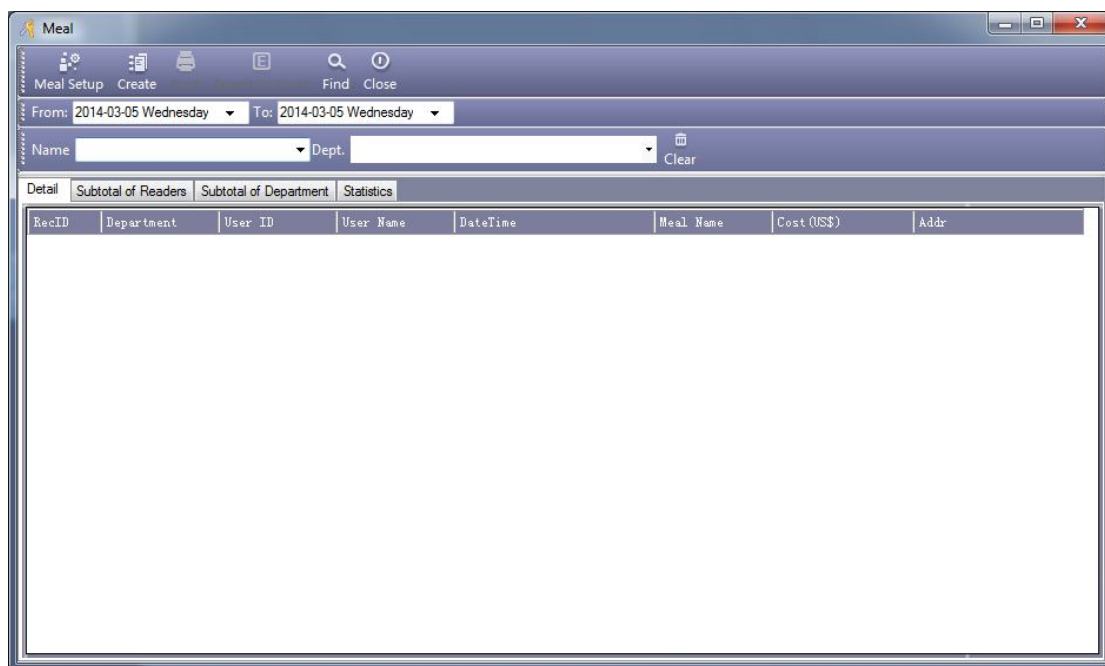 Meal
Meal Setup Create Find Close
From: 2014-03-05 Wednesday To: 2014-03-05 Wednesday
Name Dept. Clear
Detail Subtotal of Readers Subtotal of Department Statistics
RecID Department User ID User Name DateTime Meal Name Cost(US$) Addr